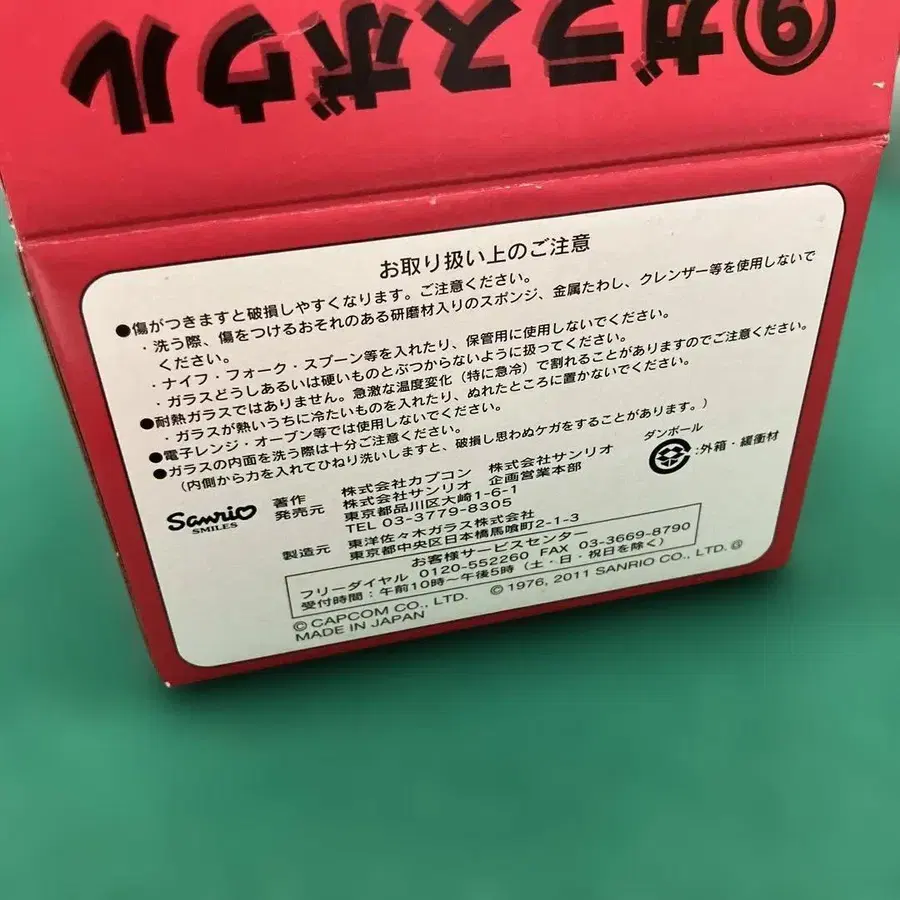 ⑨ガラスボウル
お取り扱い上のご注意
●傷がつきますと破損しやすくなります。ご注意ください。
・洗う際、傷をつけるおそれのある研磨材入りのスポンジ、金属たわし、クレンザー等を使用しないで
ください。
・ナイフ・フォーク・スプーン等を入れたり、保管用に使用しないでください。
・ガラスどうしあるいは硬いものとぶつからないように扱ってください。
●耐熱ガラスではありません。急激な温度変化（特に急冷）で割れることがありますのでご注意ください。
・ガラスが熱いうちに冷たいものを入れたり、ぬれたところに置かないでください。
●電子レンジ・オーブン等では使用しないでください。
●ガラスの内面を洗う際は十分ご注意ください。
（内側から力を入れてひねり洗いしますと、破損し思わぬケガをすることがあります。）
Sanrio
SMILES
著作 株式会社カプコン 株式会社サンリオ
発売元 株式会社サンリオ 企画営業本部
東京都品川区大崎1-6-1
TEL 03-3779-8305
ダンボール
:外箱・緩衝材
製造元 東洋佐々木ガラス株式会社
東京都中央区日本橋馬喰町2-1-3
お客様サービスセンター
フリーダイヤル 0120-552260 FAX 03-3669-8790
受付時間：午前10時～午後5時（土・日・祝日を除く）
© CAPCOM CO., LTD. © 1976, 2011 SANRIO CO., LTD. Ⓖ
MADE IN JAPAN